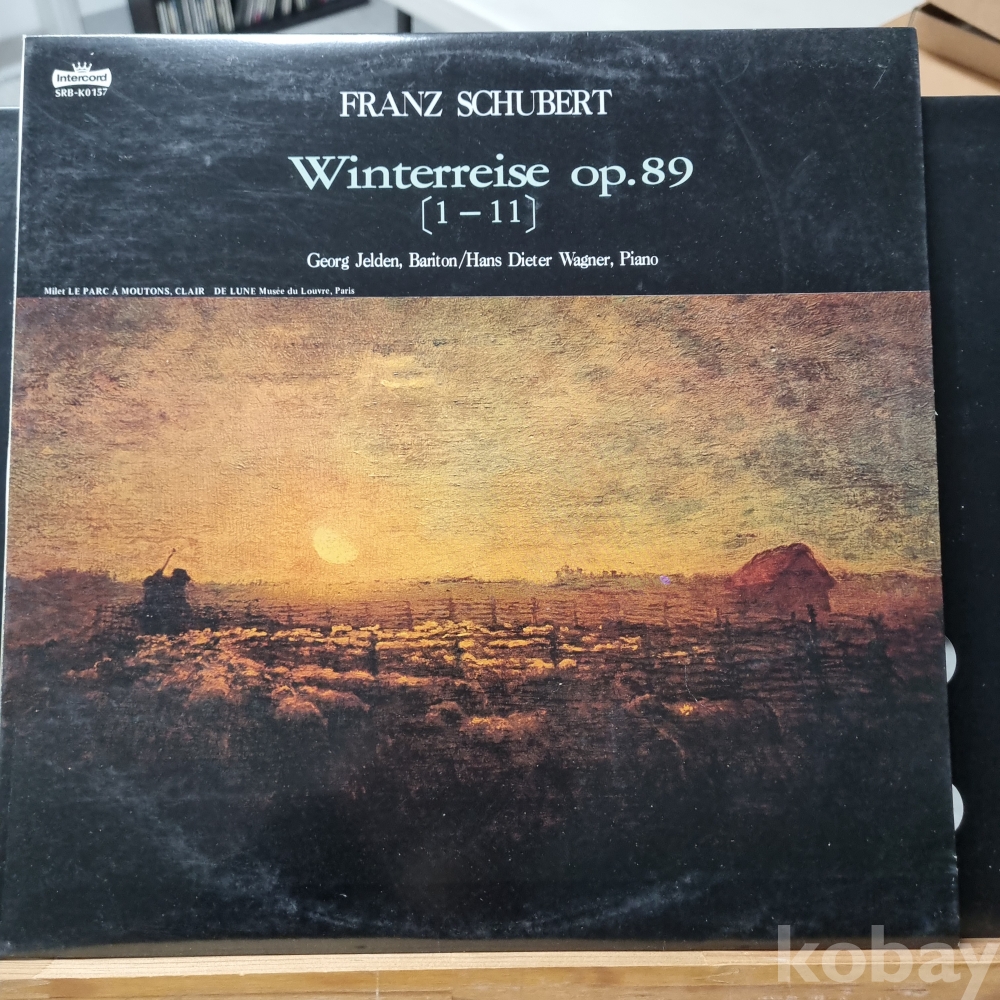 Intercord
SRB-K0157
FRANZ SCHUBERT
Winterreise op.89
[1 – 11]
Georg Jelden, Bariton/Hans Dieter Wagner, Piano
Milet LE PARC Á MOUTONS, CLAIR DE LUNE Musée du Louvre, Paris
kobay